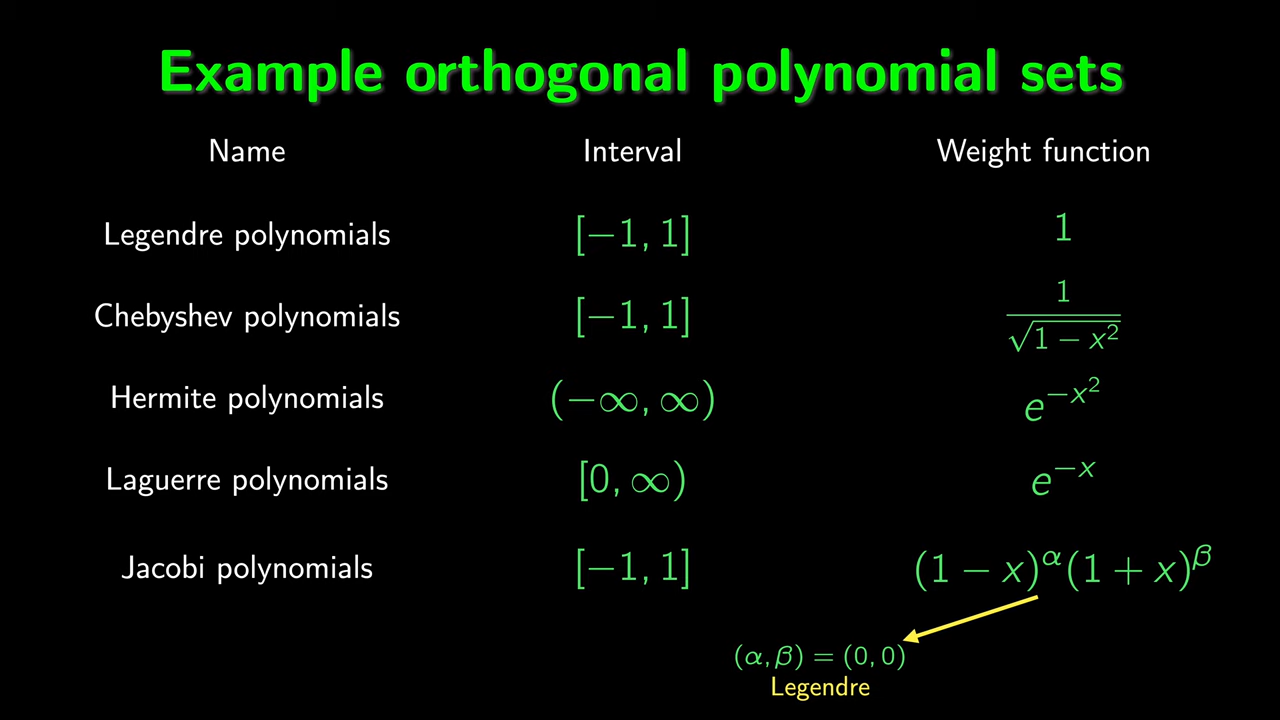 Example orthogonal polynomial sets
Name Interval Weight function
Legendre polynomials [−1, 1] 1
Chebyshev polynomials [−1, 1] 1/√(1 − x²)
Hermite polynomials (−∞, ∞) e^(−x²)
Laguerre polynomials [0, ∞) e^(−x)
Jacobi polynomials [−1, 1] (1 − x)^α(1 + x)^β
(α, β) = (0, 0)
Legendre